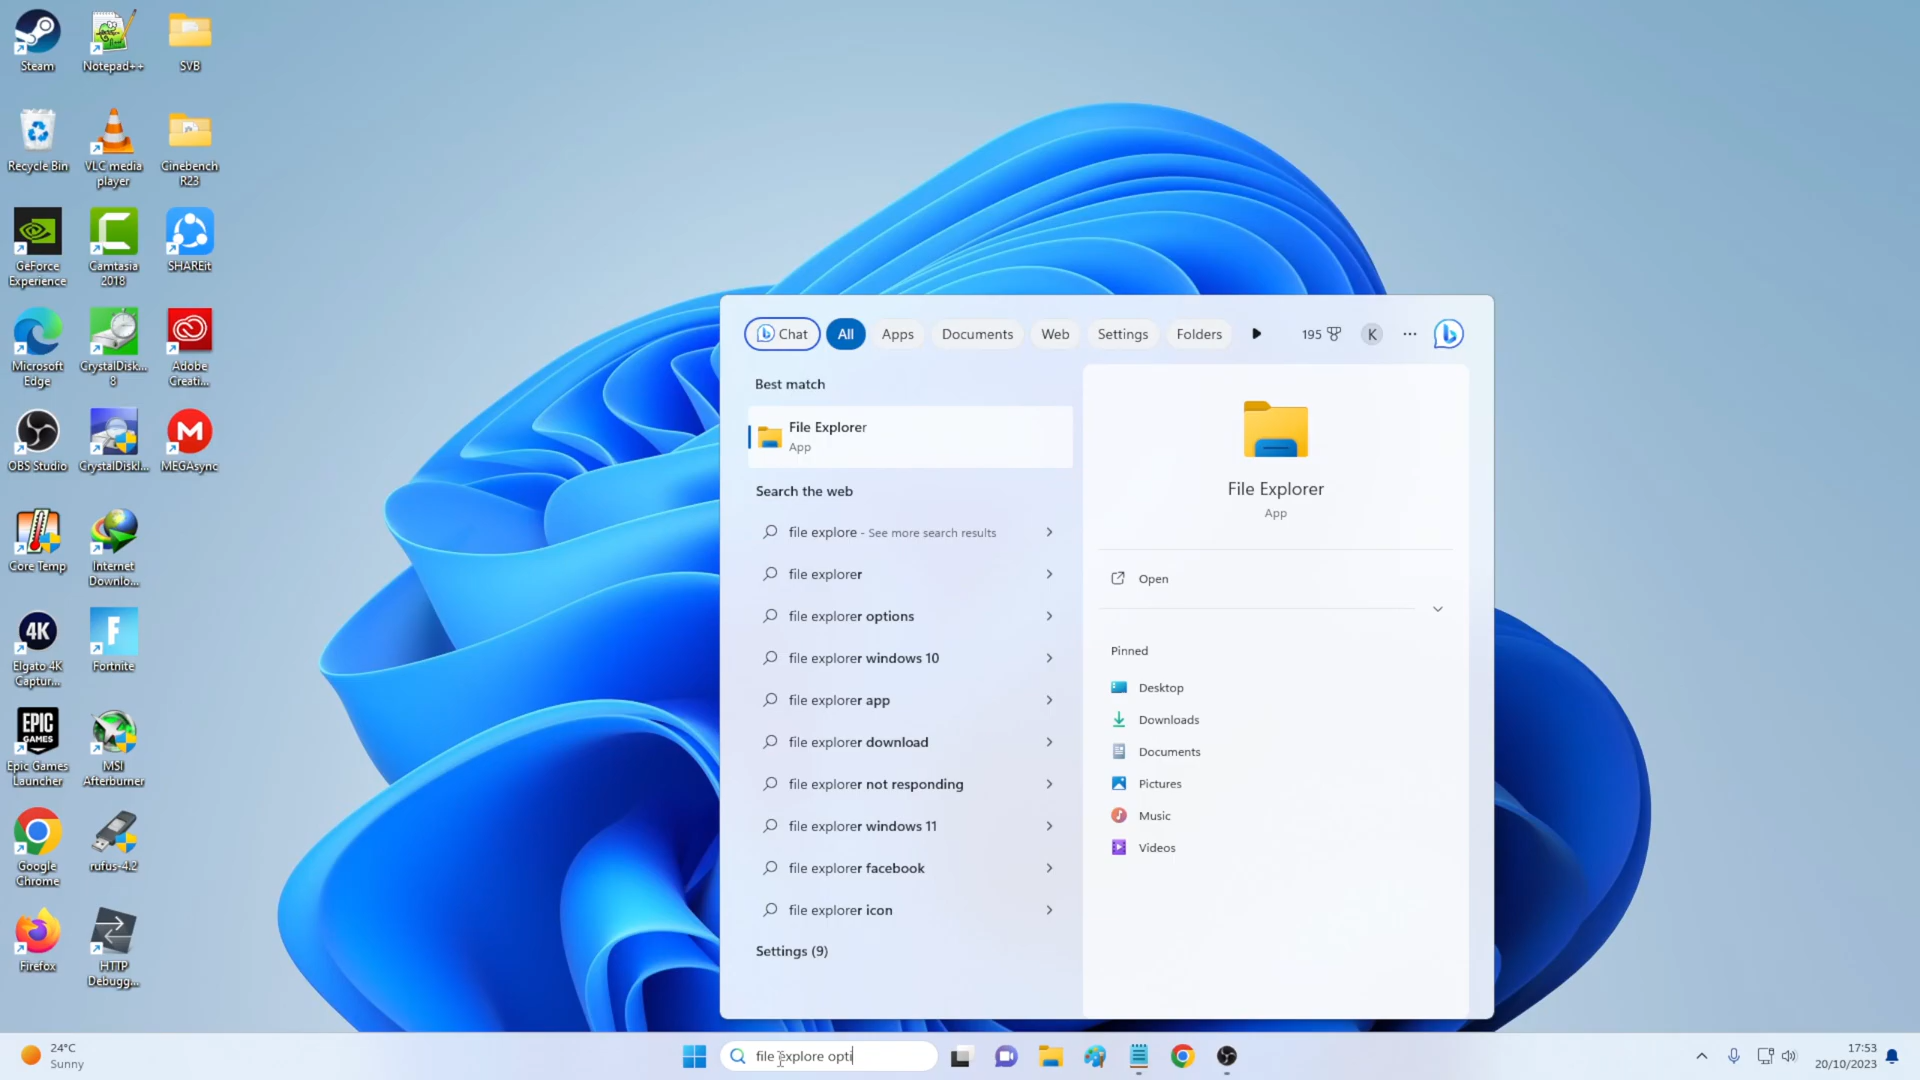 Steam
Notepad++
SVB
Recycle Bin
VLC media
player
Cinebench
R23
GeForce
Experience
Camtasia
2018
SHAREit
Microsoft
Edge
CrystalDisk...
8
Adobe
Creati...
OBS Studio
CrystalDiskI...
MEGAsync
Core Temp
Internet
Downlo...
4K
Elgato 4K
Captur...
Fortnite
EPIC
GAMES
Epic Games
Launcher
MSI
Afterburner
Google
Chrome
rufus-4.2
Firefox
HTTP
Debugg...
Chat
All
Apps
Documents
Web
Settings
Folders
195
K
Best match
File Explorer
App
Search the web
file explore - See more search results
file explorer
file explorer options
file explorer windows 10
file explorer app
file explorer download
file explorer not responding
file explorer windows 11
file explorer facebook
file explorer icon
Settings (9)
File Explorer
App
Open
Pinned
Desktop
Downloads
Documents
Pictures
Music
Videos
24°C
Sunny
file explore opti
17:53
20/10/2023